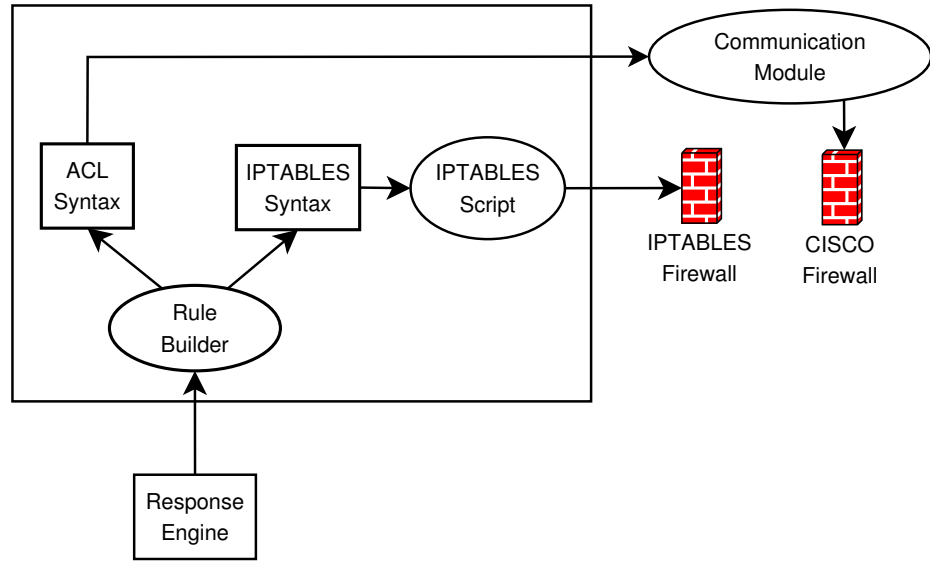 Communication
Module
ACL
Syntax
IPTABLES
Syntax
IPTABLES
Script
IPTABLES
Firewall
CISCO
Firewall
Rule
Builder
Response
Engine